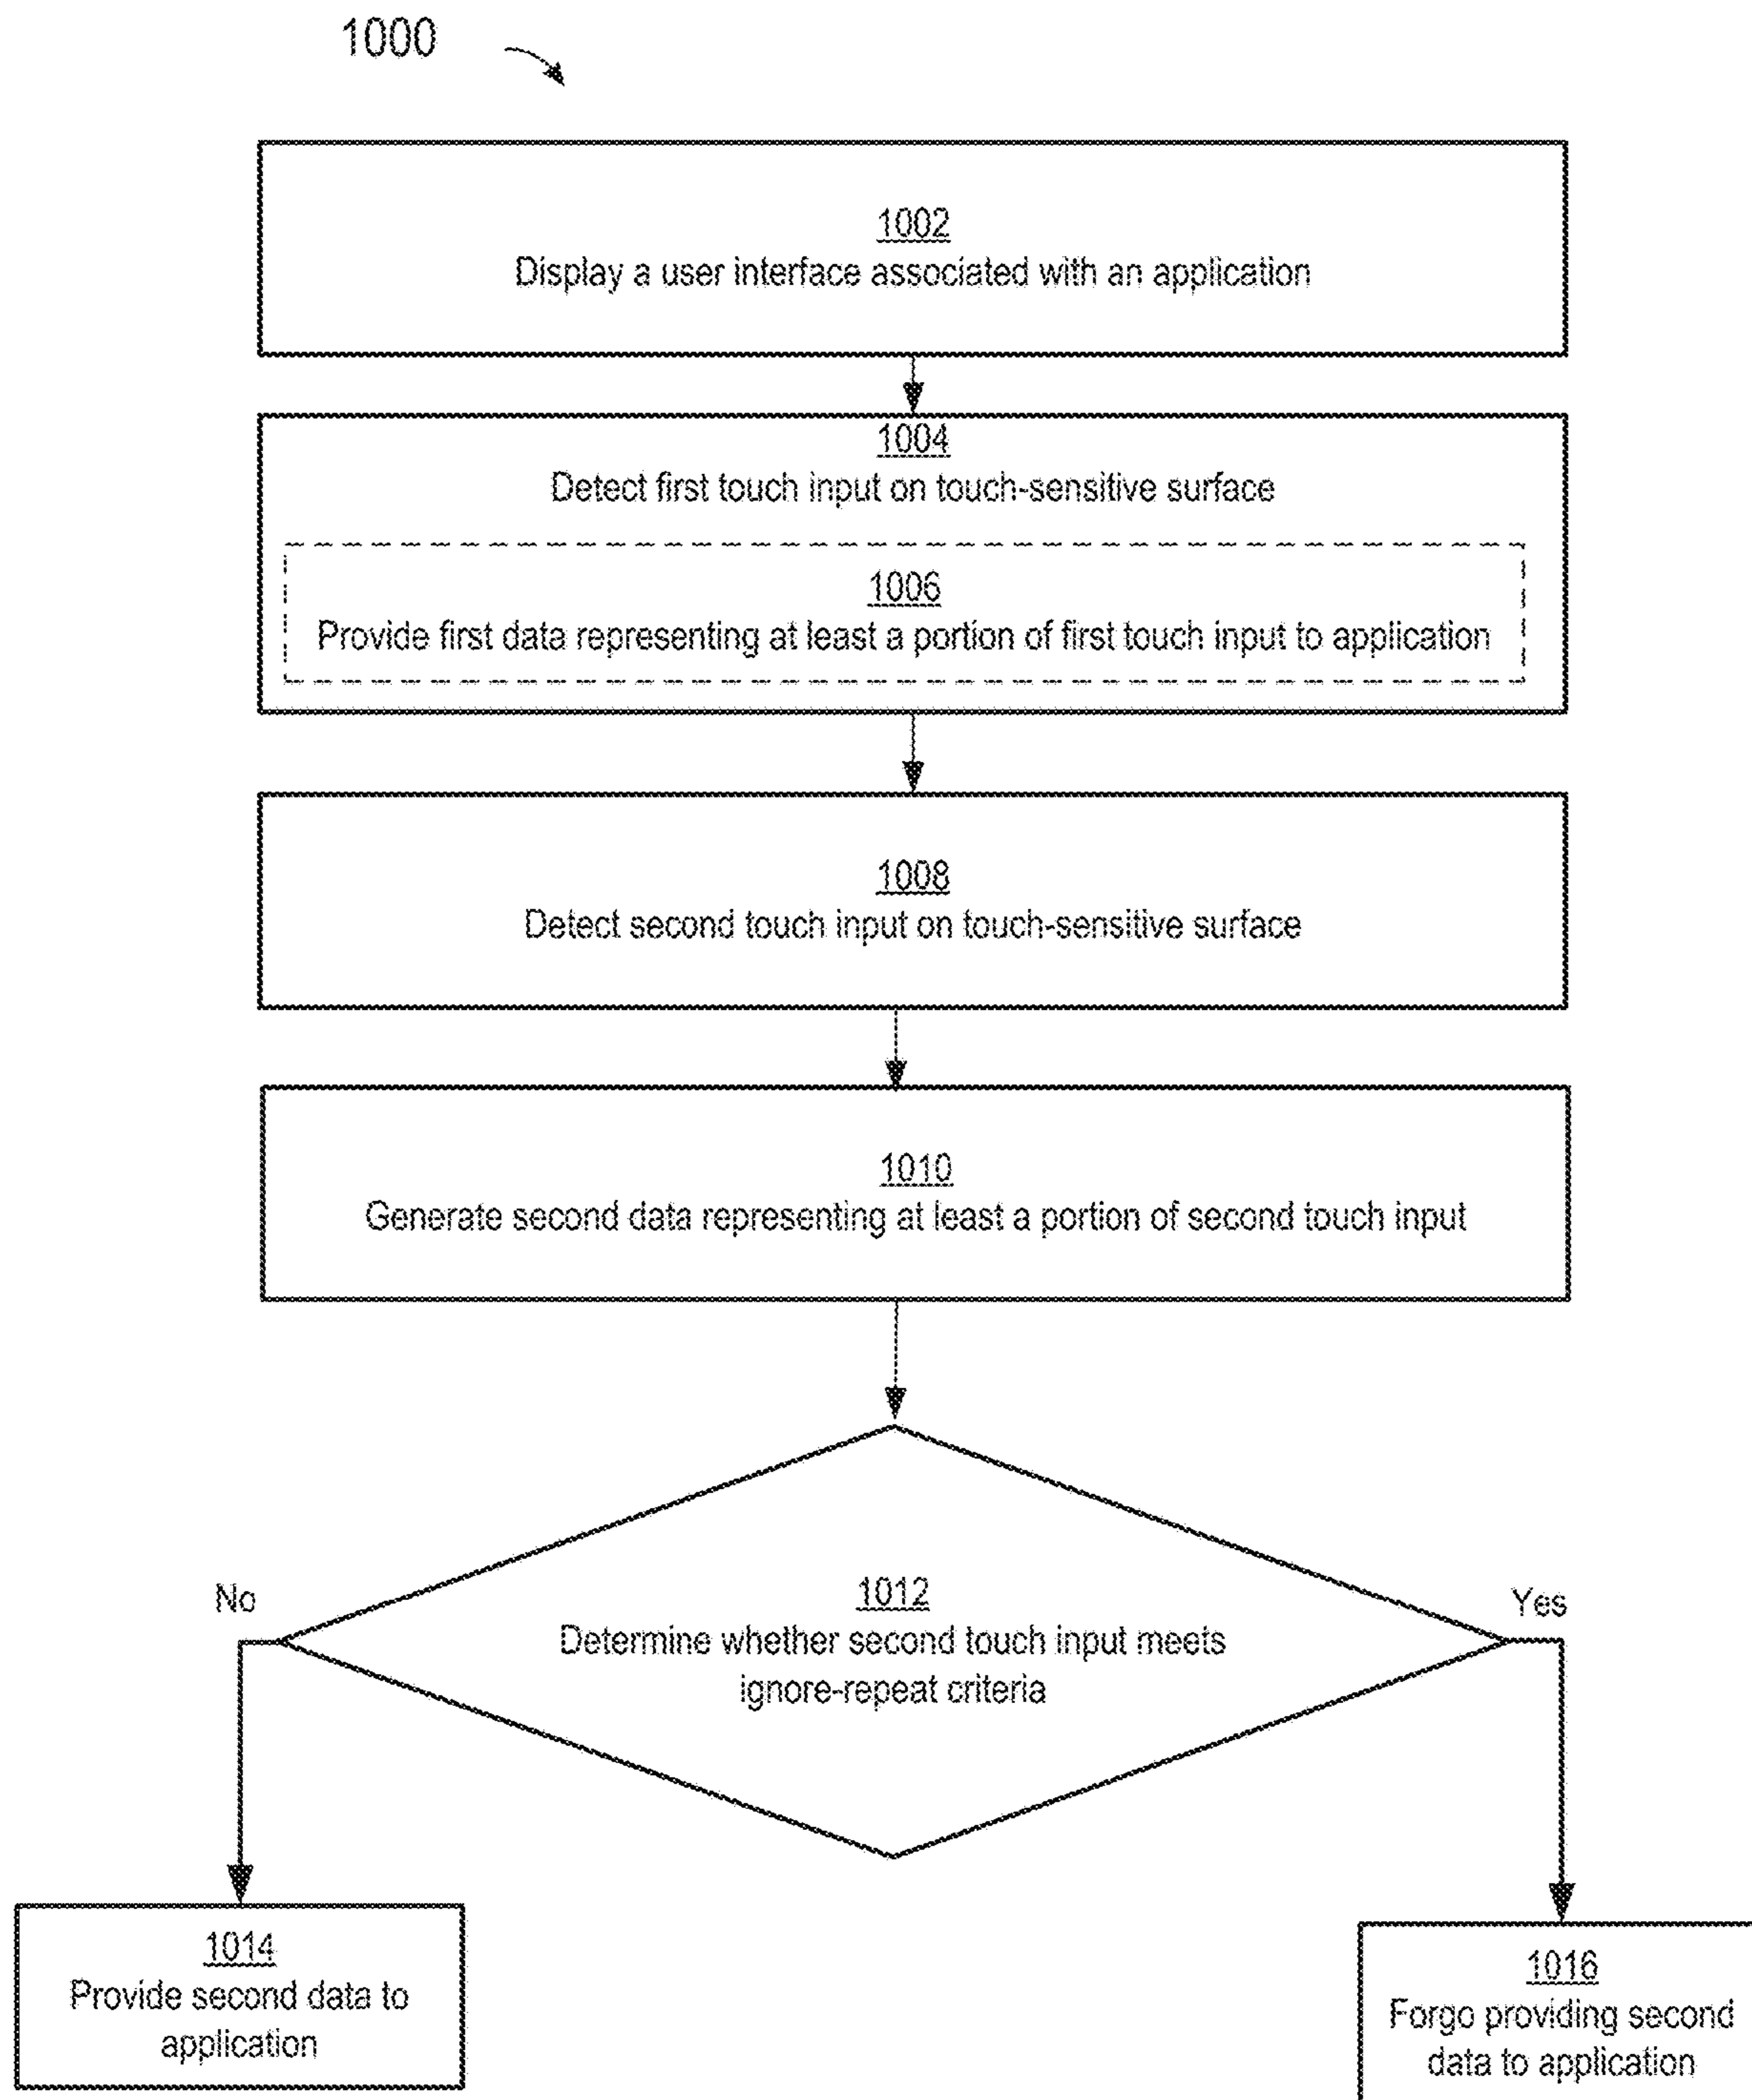 1000
1002
Display a user interface associated with an application
1004
Detect first touch input on touch-sensitive surface
1006
Provide first data representing at least a portion of first touch input to application
1008
Detect second touch input on touch-sensitive surface
1010
Generate second data representing at least a portion of second touch input
No
Yes
1012
Determine whether second touch input meets
ignore-repeat criteria
1014
Provide second data to
application
1016
Forgo providing second
data to application